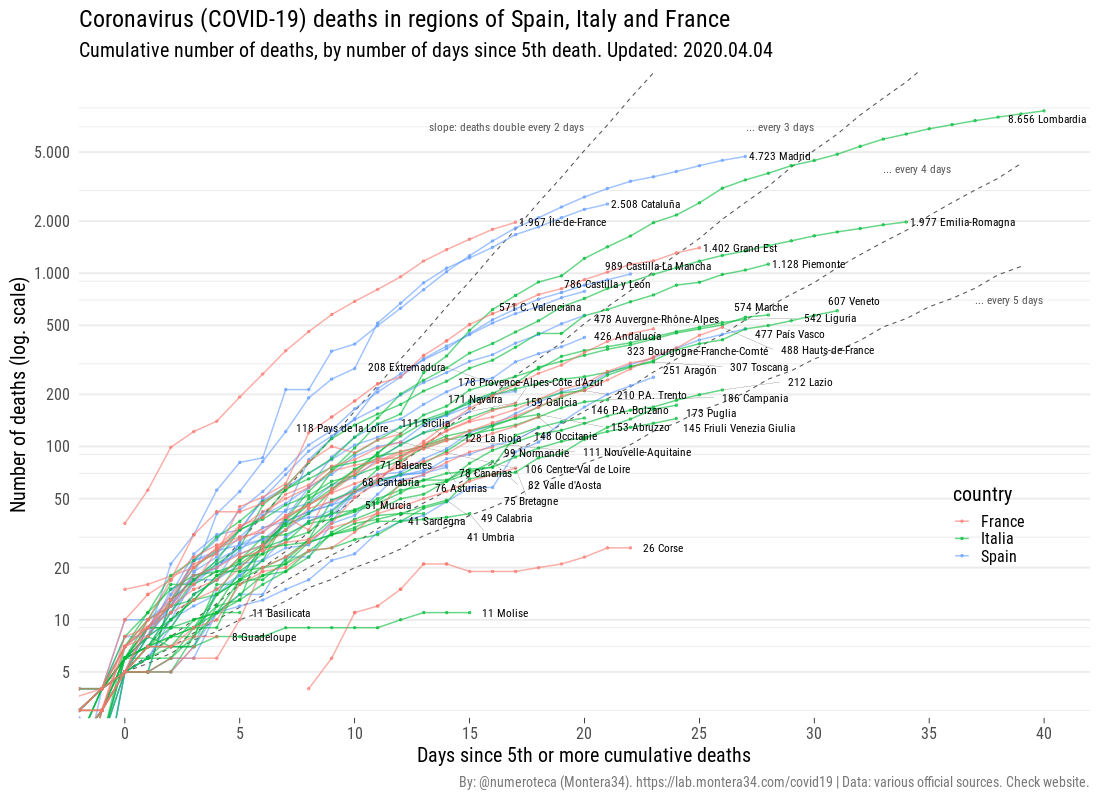 Coronavirus (COVID-19) deaths in regions of Spain, Italy and France
Cumulative number of deaths, by number of days since 5th death. Updated: 2020.04.04
Number of deaths (log. scale)
5.000
2.000
1.000
500
200
100
50
20
10
5
slope: deaths double every 2 days
... every 3 days
... every 4 days
... every 5 days
8.656 Lombardia
4.723 Madrid
2.508 Cataluña
1.967 Île-de-France
1.977 Emilia-Romagna
1.402 Grand Est
1.128 Piemonte
989 Castilla-La Mancha
786 Castilla y León
571 C. Valenciana
574 Marche
607 Veneto
542 Liguria
478 Auvergne-Rhône-Alpes
426 Andalucía
477 País Vasco
323 Bourgogne-Franche-Comté
488 Hauts-de-France
208 Extremadura
251 Aragón
307 Toscana
176 Provence-Alpes-Côte d'Azur
212 Lazio
171 Navarra
159 Galicia
210 P.A. Trento
186 Campania
146 P.A. Bolzano
173 Puglia
118 Pays de la Loire
111 Sicilia
153 Abruzzo
145 Friuli Venezia Giulia
128 La Rioja
148 Occitanie
99 Normandie
111 Nouvelle-Aquitaine
71 Baleares
78 Canarias
106 Centre-Val de Loire
68 Cantabria
76 Asturias
82 Valle d'Aosta
75 Bretagne
51 Murcia
41 Sardegna
49 Calabria
41 Umbria
26 Corse
11 Basilicata
11 Molise
8 Guadeloupe
country
France
Italia
Spain
0
5
10
15
20
25
30
35
40
Days since 5th or more cumulative deaths
By: @numeroteca (Montera34). https://lab.montera34.com/covid19 | Data: various official sources. Check website.